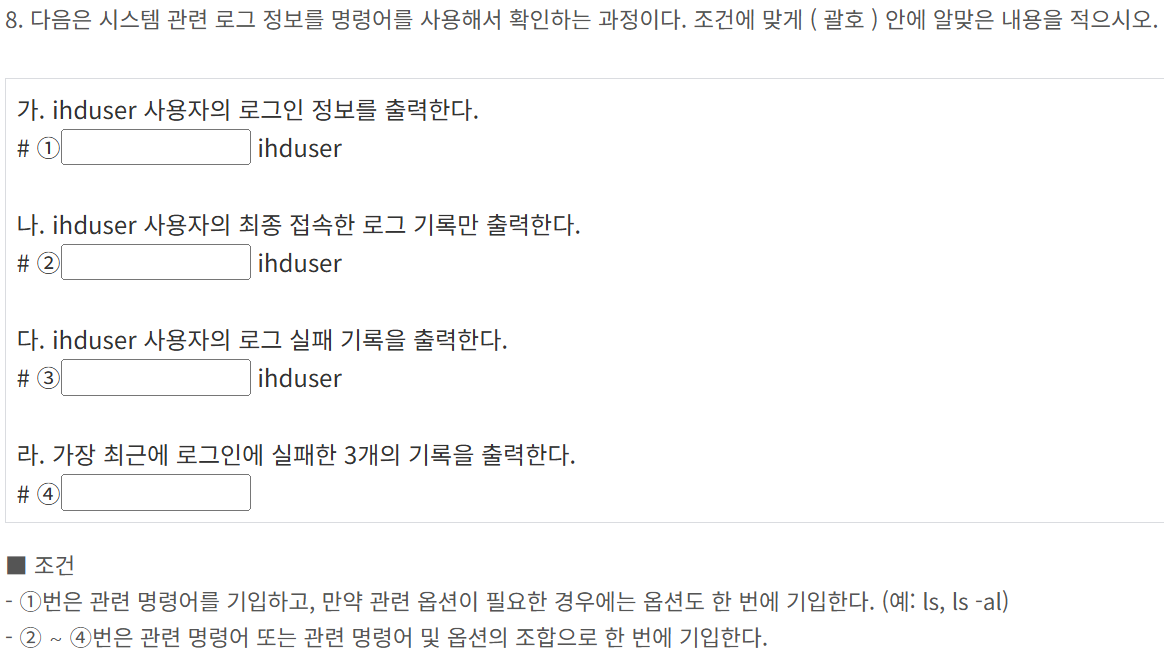 8. 다음은 시스템 관련 로그 정보를 명령어를 사용해서 확인하는 과정이다. 조건에 맞게 ( 괄호 ) 안에 알맞은 내용을 적으시오.
가. ihduser 사용자의 로그인 정보를 출력한다.
# ① ihduser
나. ihduser 사용자의 최종 접속한 로그 기록만 출력한다.
# ② ihduser
다. ihduser 사용자의 로그 실패 기록을 출력한다.
# ③ ihduser
라. 가장 최근에 로그인에 실패한 3개의 기록을 출력한다.
# ④
■ 조건
- ①번은 관련 명령어를 기입하고, 만약 관련 옵션이 필요한 경우에는 옵션도 한 번에 기입한다. (예: ls, ls -al)
- ② ~ ④번은 관련 명령어 또는 관련 명령어 및 옵션의 조합으로 한 번에 기입한다.